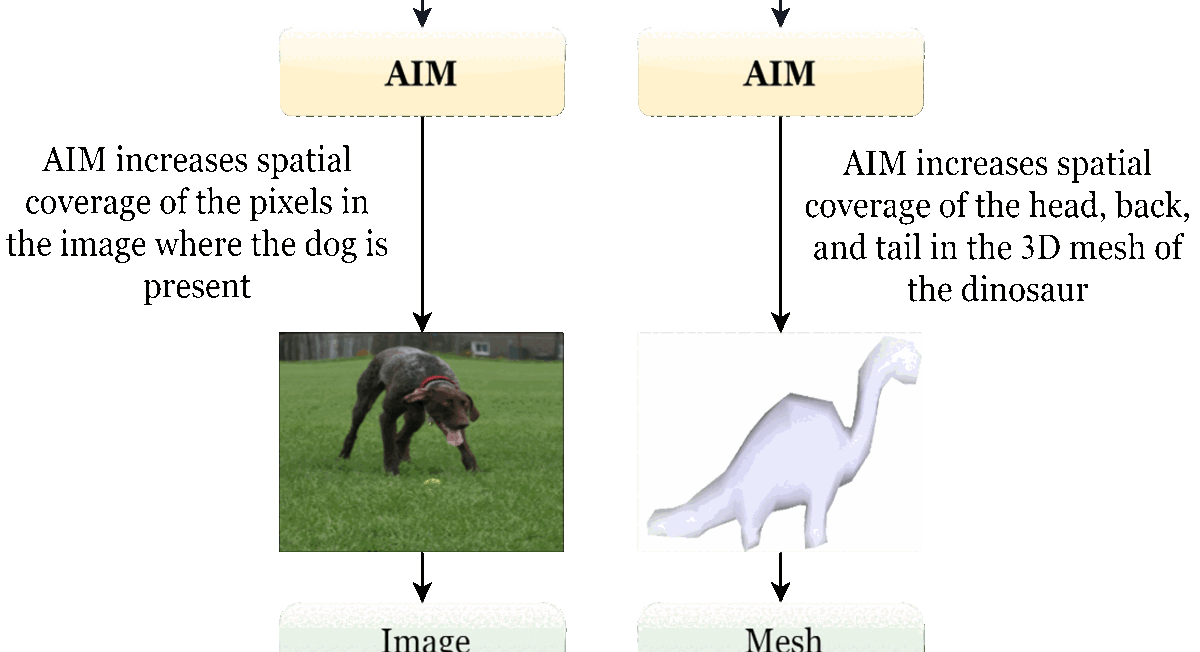 AIM
AIM
AIM increases spatial
coverage of the pixels in
the image where the dog is
present
AIM increases spatial
coverage of the head, back,
and tail in the 3D mesh of
the dinosaur
Image
Mesh